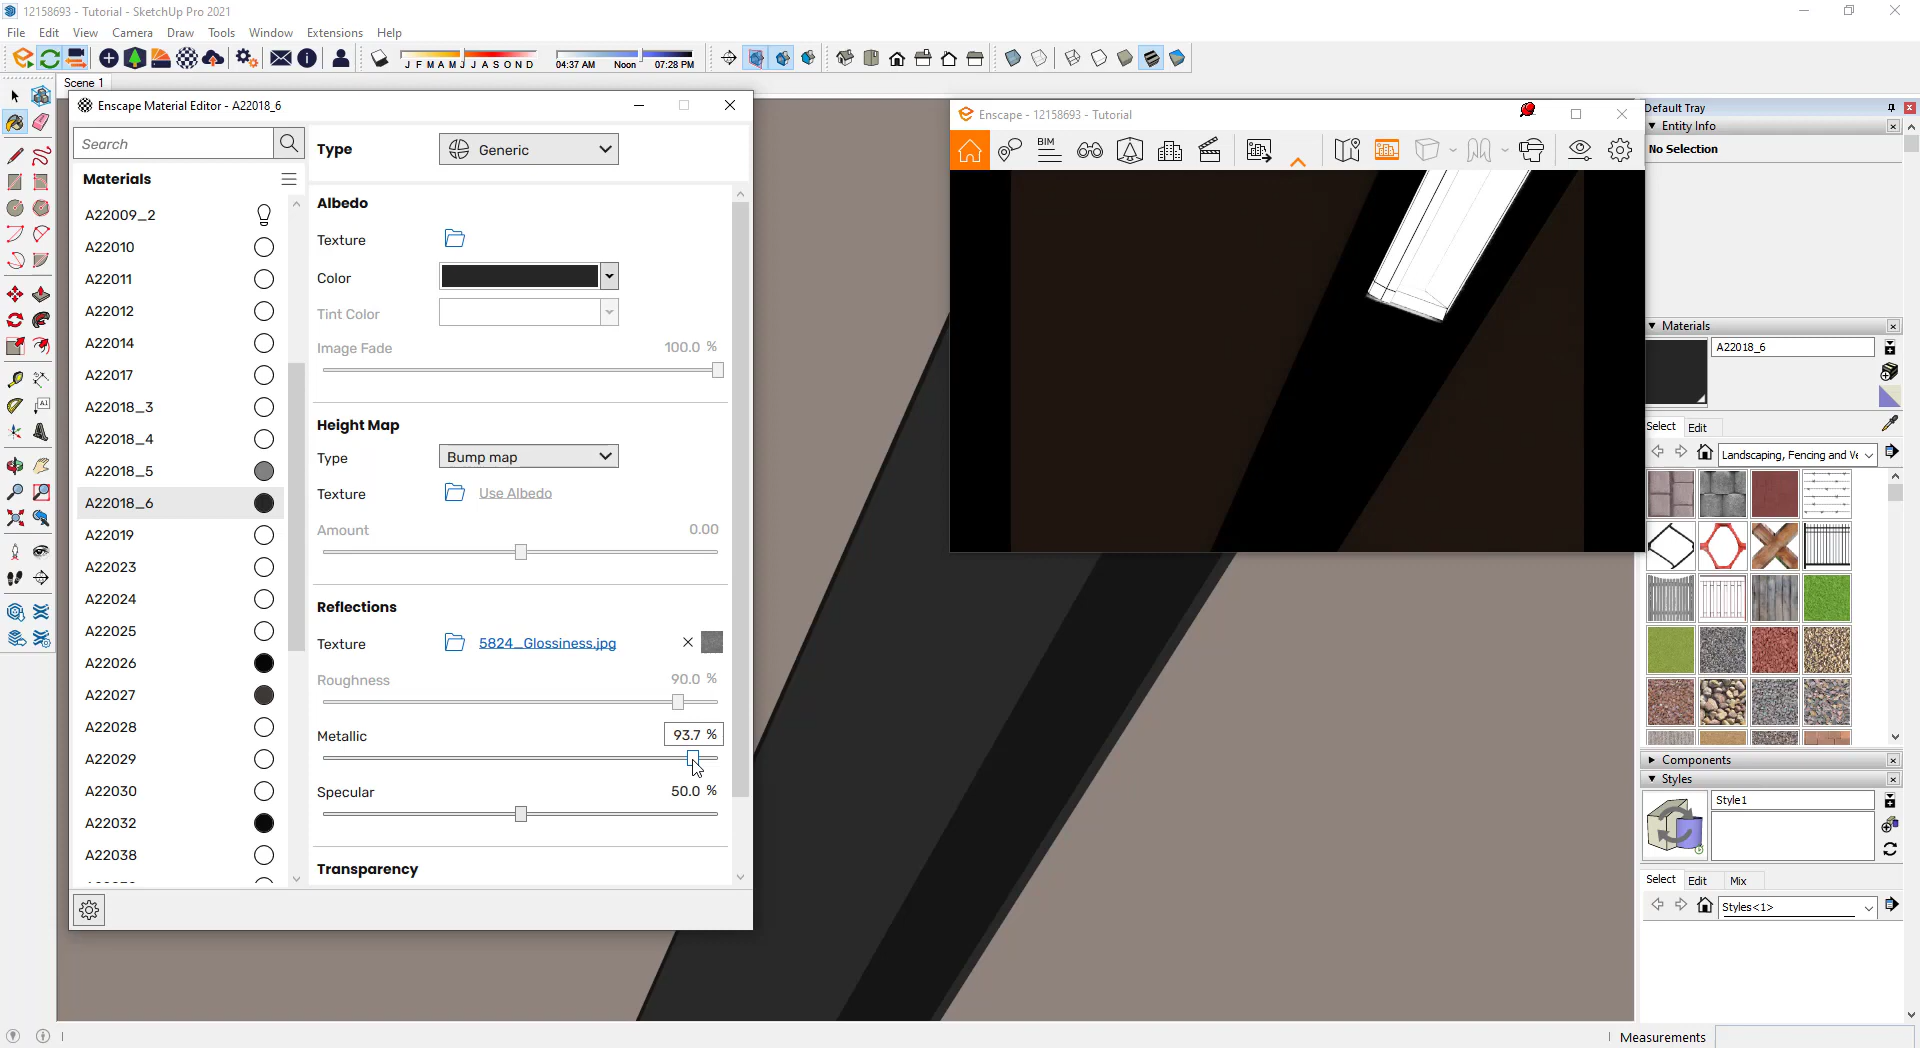 12158693 - Tutorial - SketchUp Pro 2021
File Edit View Camera Draw Tools Window Extensions Help
J F M A M J J A S O N D
04:37 AM Noon 07:28 PM
Scene 1
Enscape Material Editor - A22018_6
Search
Materials
A22009_2
A22010
A22011
A22012
A22014
A22017
A22018_3
A22018_4
A22018_5
A22018_6
A22019
A22023
A22024
A22025
A22026
A22027
A22028
A22029
A22030
A22032
A22038
Type Generic
Albedo
Texture
Color
Tint Color
Image Fade 100.0 %
Height Map
Type Bump map
Texture Use Albedo
Amount 0.00
Reflections
Texture 5824_Glossiness.jpg
Roughness 90.0 %
Metallic 93.7 %
Specular 50.0 %
Transparency
Enscape - 12158693 - Tutorial
BIM
Default Tray
Entity Info
No Selection
Materials
A22018_6
Select Edit
Landscaping, Fencing and Ve
Components
Styles
Style1
Select Edit Mix
Styles<1>
Measurements